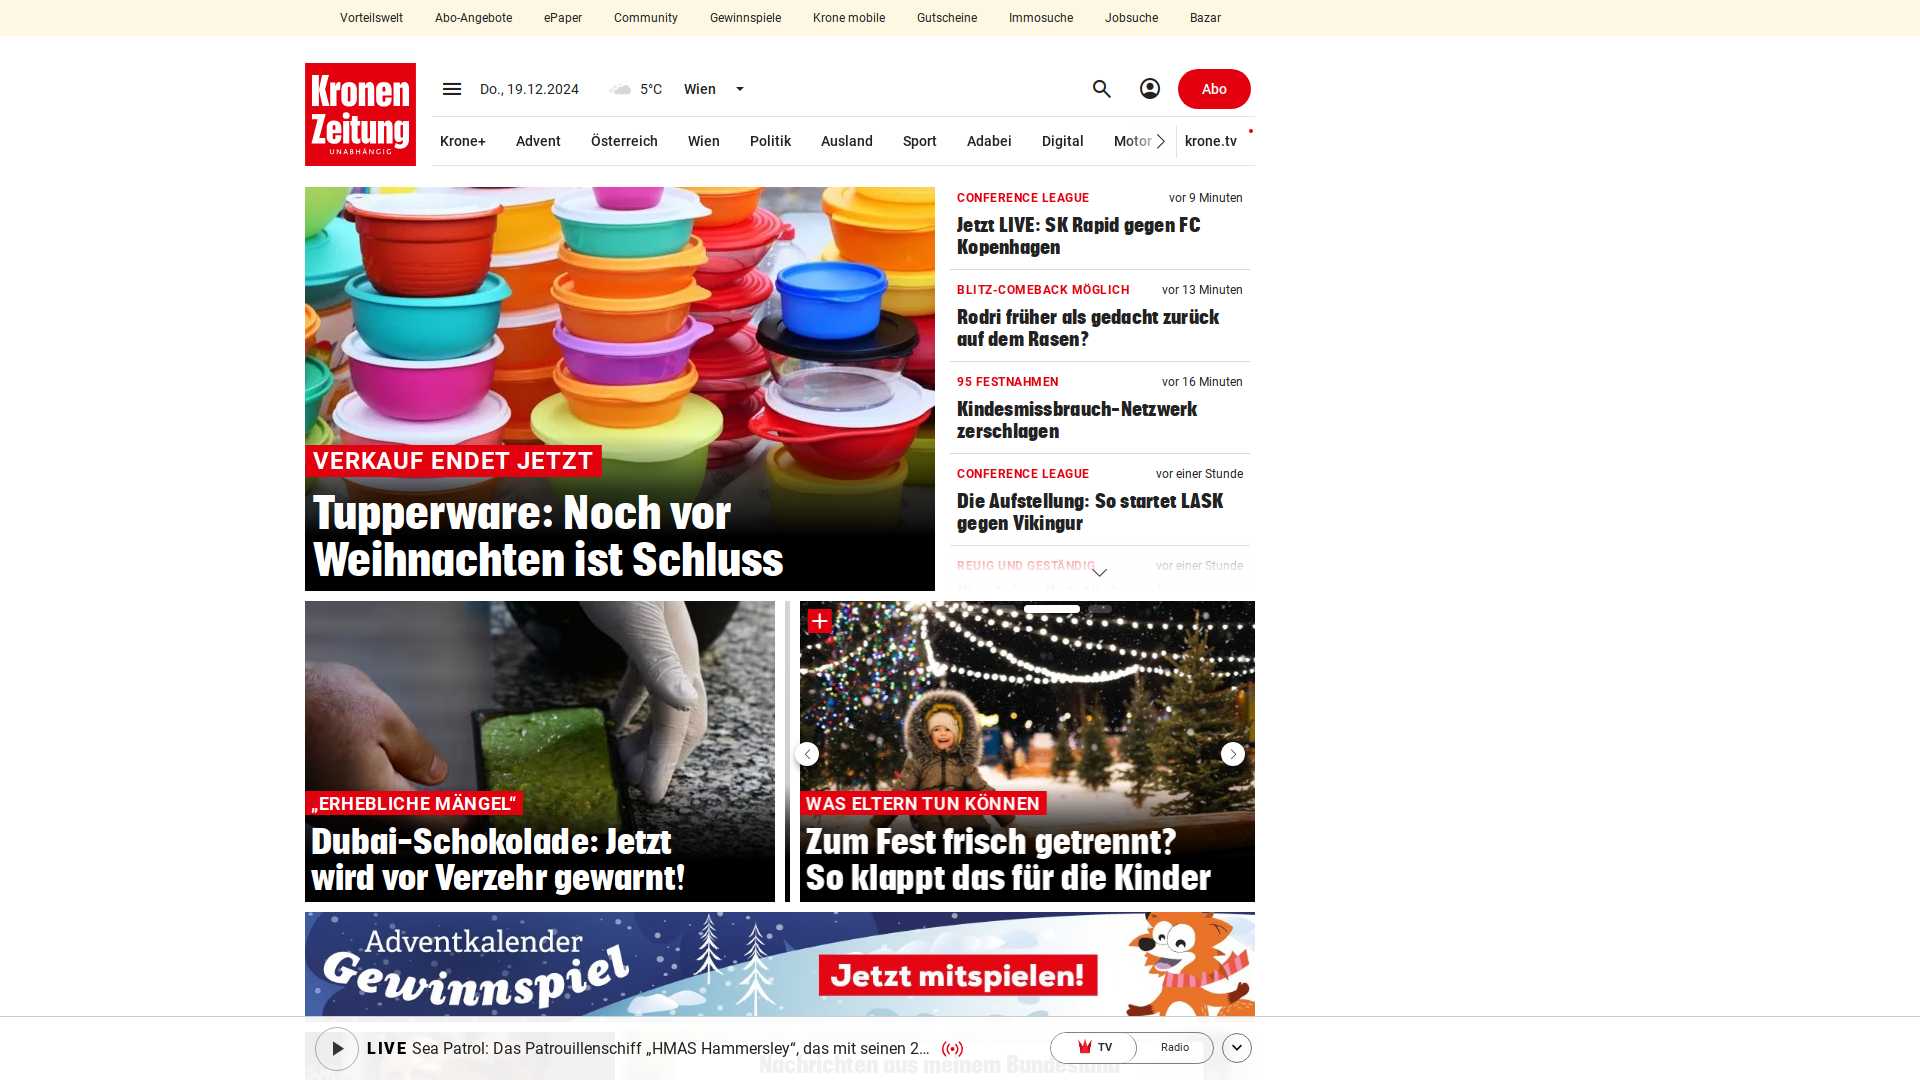 Vorteilswelt
Abo-Angebote
ePaper
Community
Gewinnspiele
Krone mobile
Gutscheine
Immosuche
Jobsuche
Bazar
Kronen
Zeitung
UNABHÄNGIG
Do., 19.12.2024
5°C
Wien
Abo
Krone+
Advent
Österreich
Wien
Politik
Ausland
Sport
Adabei
Digital
Motor
krone.tv
VERKAUF ENDET JETZT
Tupperware: Noch vor
Weihnachten ist Schluss
CONFERENCE LEAGUE
vor 9 Minuten
Jetzt LIVE: SK Rapid gegen FC
Kopenhagen
BLITZ-COMEBACK MÖGLICH
vor 13 Minuten
Rodri früher als gedacht zurück
auf dem Rasen?
95 FESTNAHMEN
vor 16 Minuten
Kindesmissbrauch-Netzwerk
zerschlagen
CONFERENCE LEAGUE
vor einer Stunde
Die Aufstellung: So startet LASK
gegen Vikingur
REUIG UND GESTÄNDIG
vor einer Stunde
„ERHEBLICHE MÄNGEL“
Dubai-Schokolade: Jetzt
wird vor Verzehr gewarnt!
WAS ELTERN TUN KÖNNEN
Zum Fest frisch getrennt?
So klappt das für die Kinder
Adventkalender
Gewinnspiel
Jetzt mitspielen!
LIVE Sea Patrol: Das Patrouillenschiff „HMAS Hammersley“, das mit seinen 2...
TV
Radio
Nachrichten aus meinem Bundesland